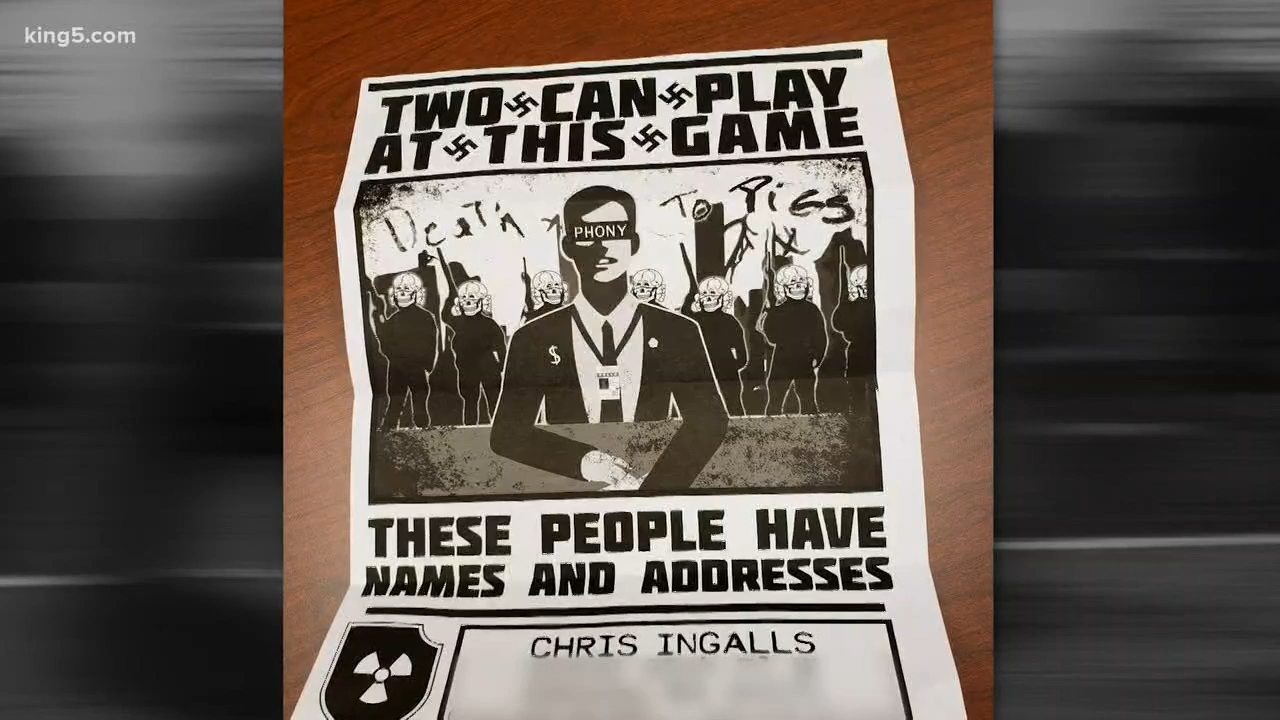 king5.com
TWO CAN PLAY
AT THIS GAME
Death To Pigs
PHONY
$
THESE PEOPLE HAVE
NAMES AND ADDRESSES
CHRIS INGALLS